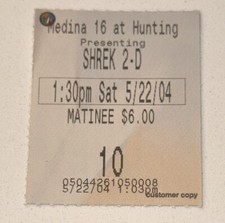 Medina 16 at Hunting
Presenting
SHREK 2-D
1:30pm Sat 5/22/04
MATINEE $6.00
10
05044261050008
5/22/04 1:03pm
customer copy